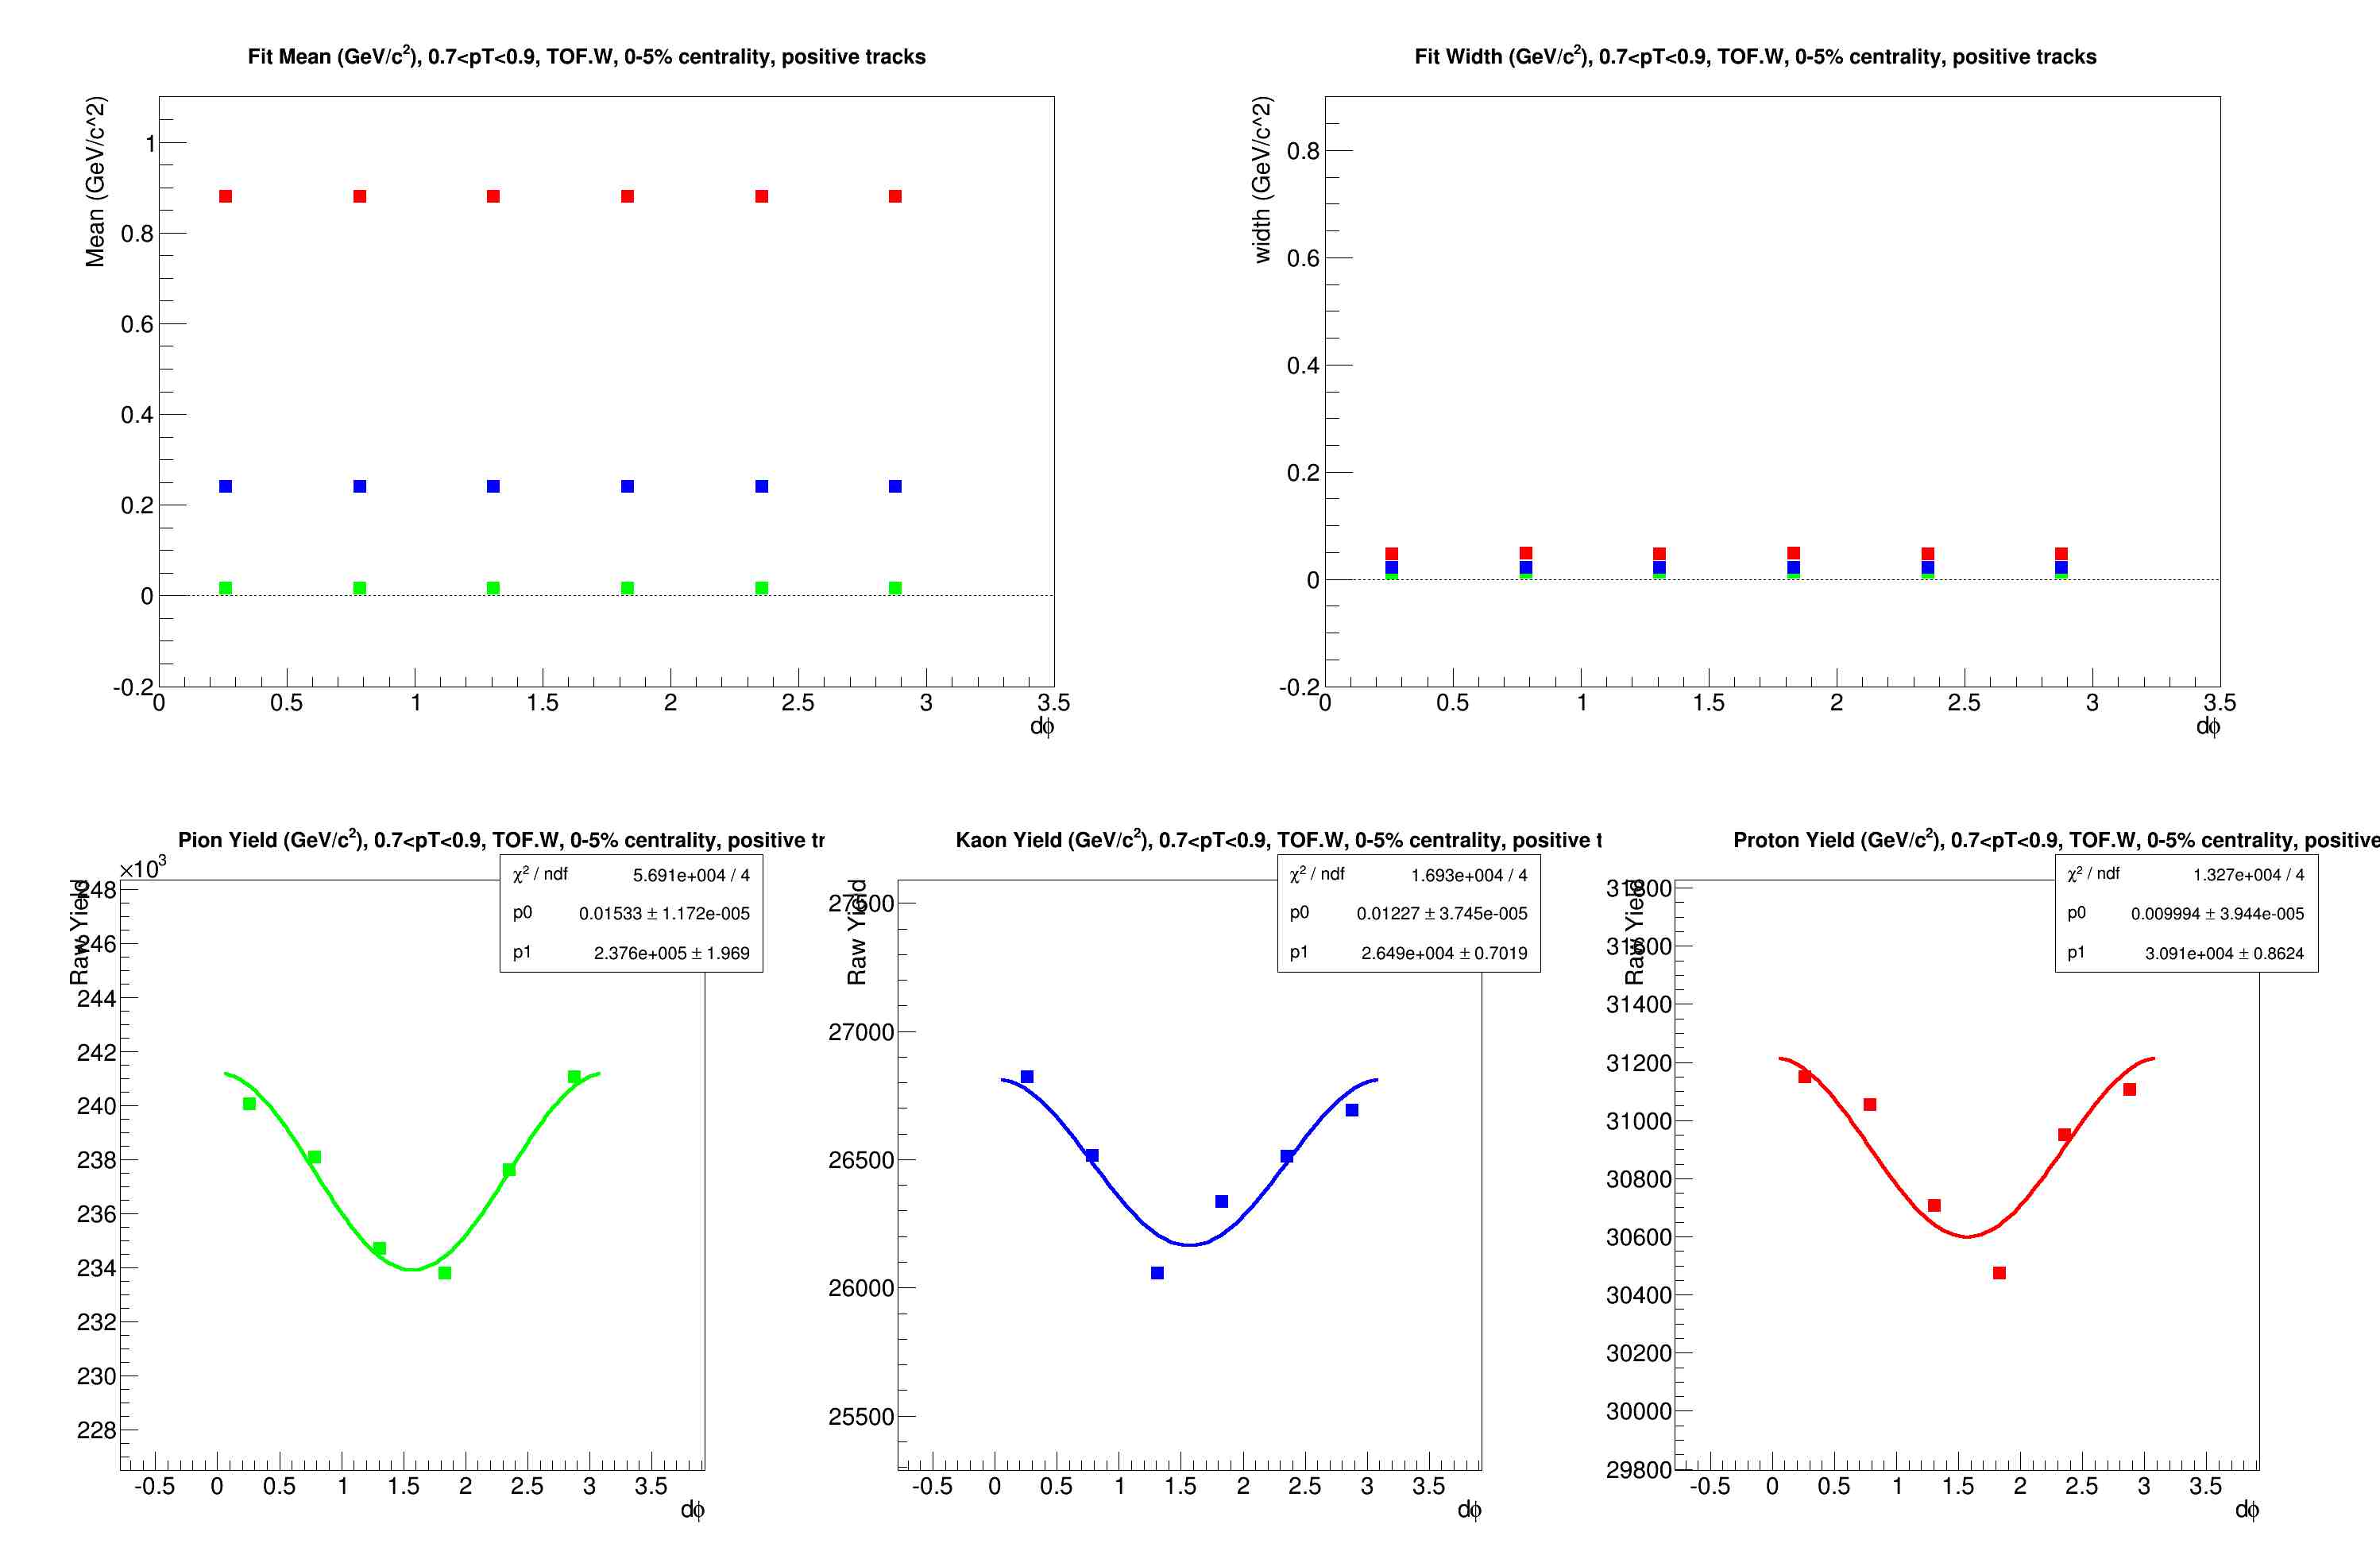 Fit Mean (GeV/c2), 0.7<pT<0.9, TOF.W, 0-5% centrality, positive tracks
Mean (GeV/c^2)
1
0.8
0.6
0.4
0.2
0
-0.2
0 0.5 1 1.5 2 2.5 3 3.5
dϕ
Fit Width (GeV/c2), 0.7<pT<0.9, TOF.W, 0-5% centrality, positive tracks
width (GeV/c^2)
0.8
0.6
0.4
0.2
0
-0.2
0 0.5 1 1.5 2 2.5 3 3.5
dϕ
Pion Yield (GeV/c2), 0.7<pT<0.9, TOF.W, 0-5% centrality, positive tr
×103
Raw Yield
χ2 / ndf 5.691e+004 / 4
p0 0.01533 ± 1.172e-005
p1 2.376e+005 ± 1.969
248
246
244
242
240
238
236
234
232
230
228
-0.5 0 0.5 1 1.5 2 2.5 3 3.5
dϕ
Kaon Yield (GeV/c2), 0.7<pT<0.9, TOF.W, 0-5% centrality, positive t
Raw Yield
χ2 / ndf 1.693e+004 / 4
p0 0.01227 ± 3.745e-005
p1 2.649e+004 ± 0.7019
27500
27000
26500
26000
25500
-0.5 0 0.5 1 1.5 2 2.5 3 3.5
dϕ
Proton Yield (GeV/c2), 0.7<pT<0.9, TOF.W, 0-5% centrality, positive
Raw Yield
χ2 / ndf 1.327e+004 / 4
p0 0.009994 ± 3.944e-005
p1 3.091e+004 ± 0.8624
31800
31600
31400
31200
31000
30800
30600
30400
30200
30000
29800
-0.5 0 0.5 1 1.5 2 2.5 3 3.5
dϕ